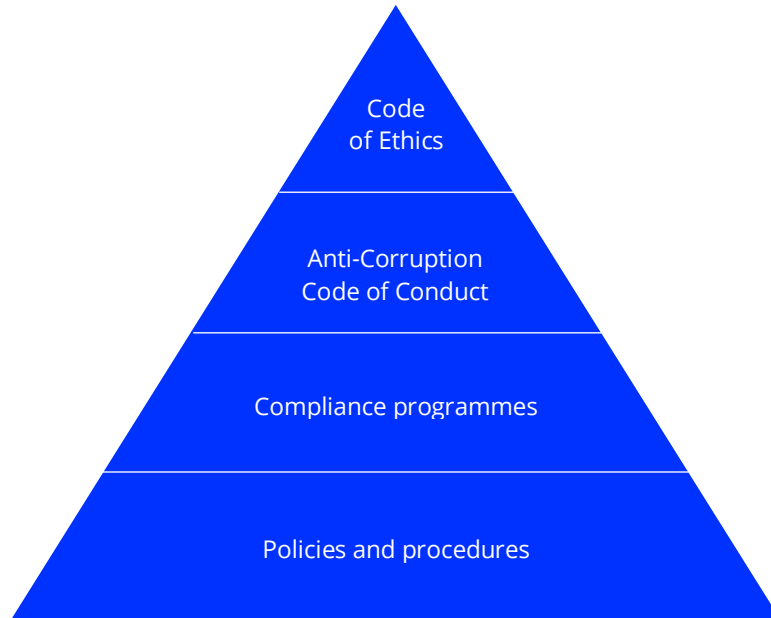 Code
of Ethics
Anti-Corruption
Code of Conduct
Compliance programmes
Policies and procedures